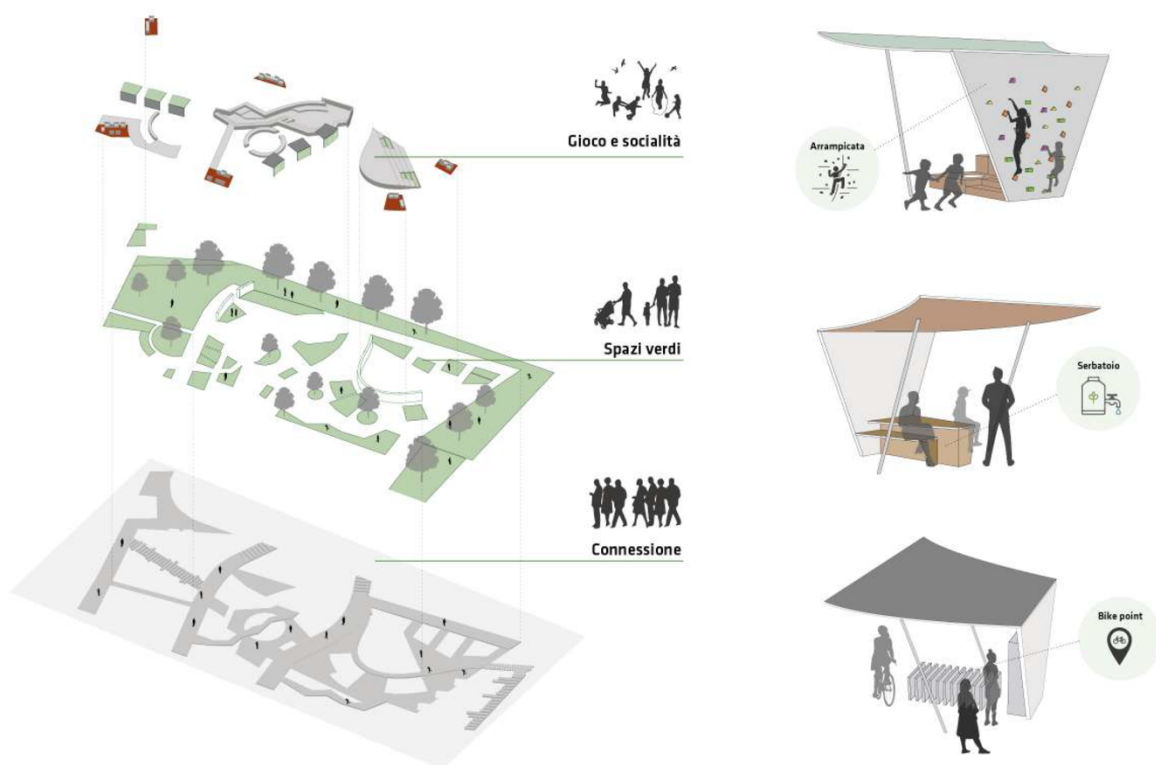 Gioco e socialità
Spazi verdi
Connessione
Arrampicata
Serbatoio
Bike point